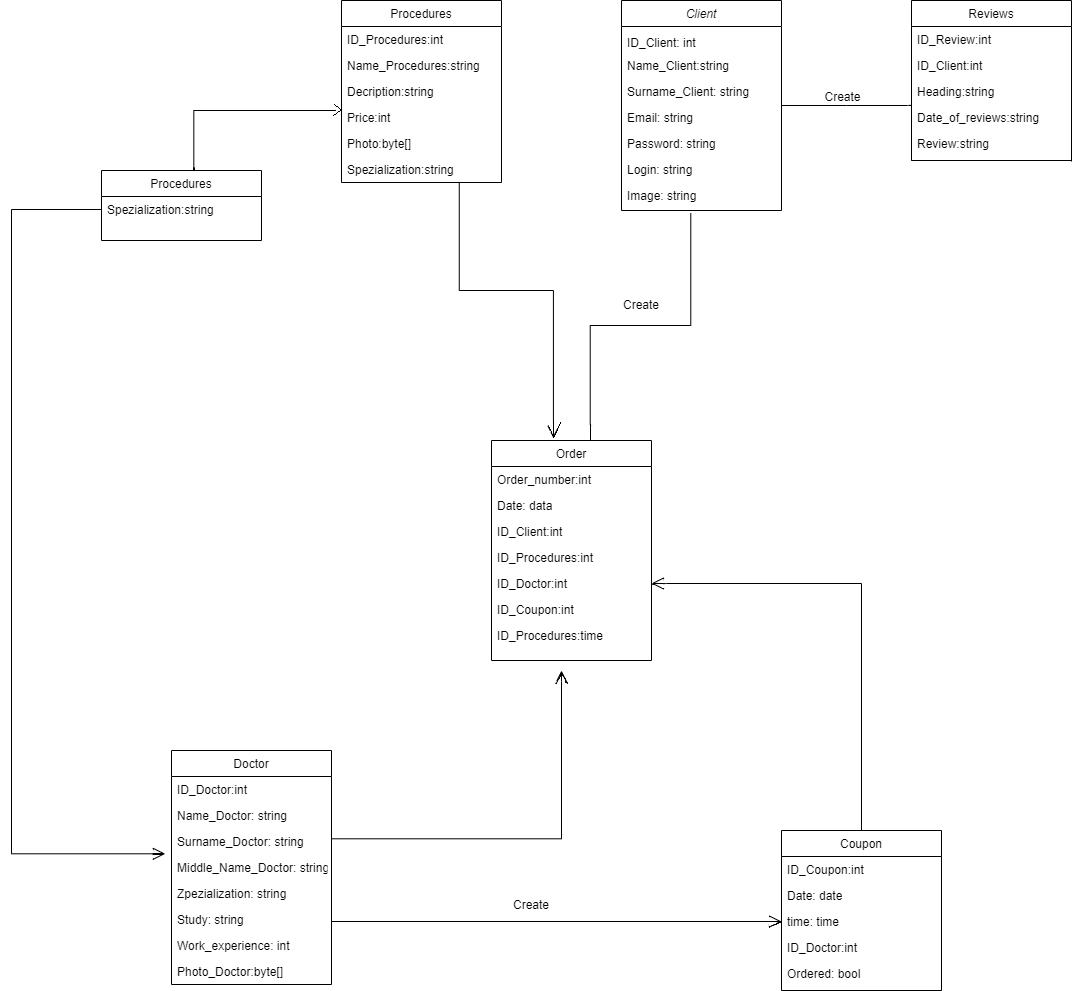 Procedures
ID_Procedures:int
Name_Procedures:string
Decription:string
Price:int
Photo:byte[]
Spezialization:string
Client
ID_Client: int
Name_Client:string
Surname_Client: string
Email: string
Password: string
Login: string
Image: string
Create
Reviews
ID_Review:int
ID_Client:int
Heading:string
Date_of_reviews:string
Review:string
Procedures
Spezialization:string
Create
Order
Order_number:int
Date: data
ID_Client:int
ID_Procedures:int
ID_Doctor:int
ID_Coupon:int
ID_Procedures:time
Doctor
ID_Doctor:int
Name_Doctor: string
Surname_Doctor: string
Middle_Name_Doctor: string
Zpezialization: string
Study: string
Work_experience: int
Photo_Doctor:byte[]
Create
Coupon
ID_Coupon:int
Date: date
time: time
ID_Doctor:int
Ordered: bool